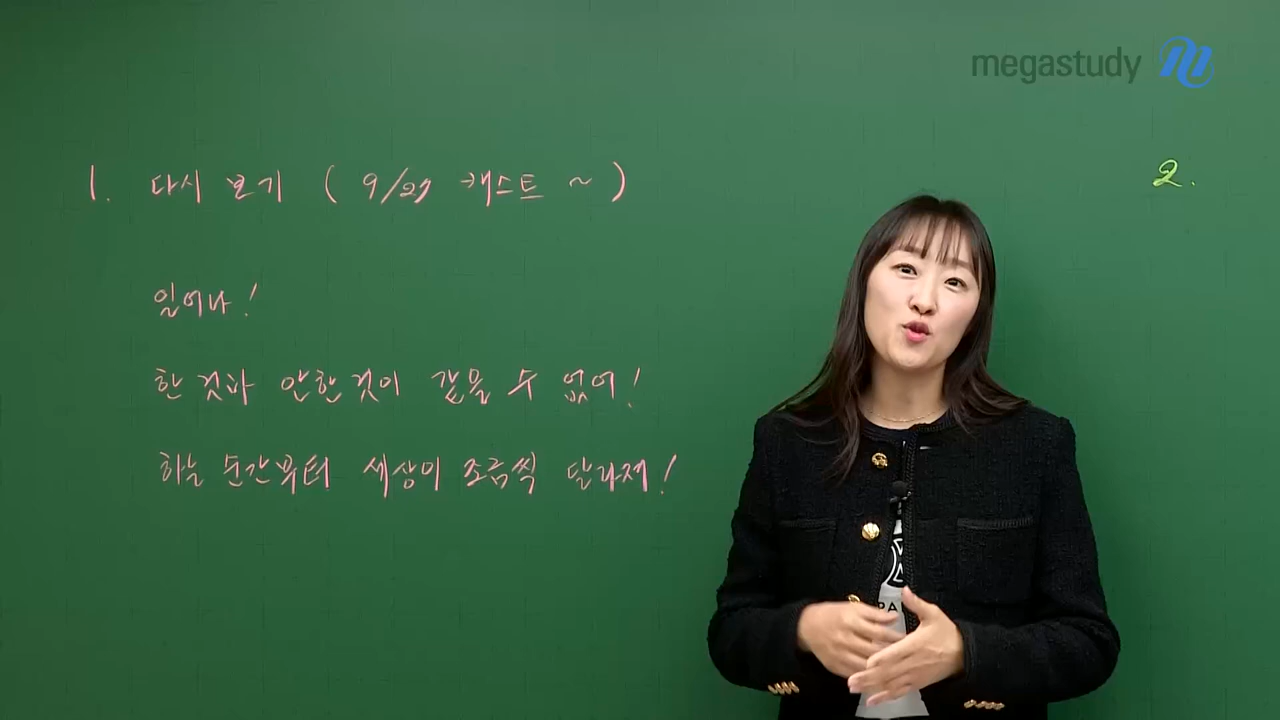 megastudy
1. 다시 보기 ( 9/27 캐스트 ~ )
2.
일어나!
한 것과 안한 것이 같을 수 없어!
하는 순간부터 세상이 조금씩 달라져!
PA